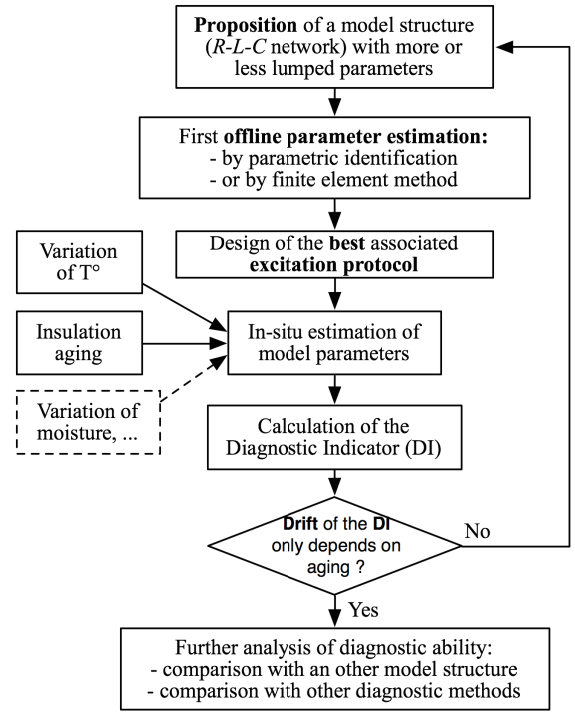 Proposition of a model structure
(R-L-C network) with more or
less lumped parameters
First offline parameter estimation:
- by parametric identification
- or by finite element method
Design of the best associated
excitation protocol
Variation
of T°
Insulation
aging
Variation of
moisture, ...
In-situ estimation of
model parameters
Calculation of the
Diagnostic Indicator (DI)
Drift of the DI
only depends on
aging ?
No
Yes
Further analysis of diagnostic ability:
- comparison with an other model structure
- comparison with other diagnostic methods